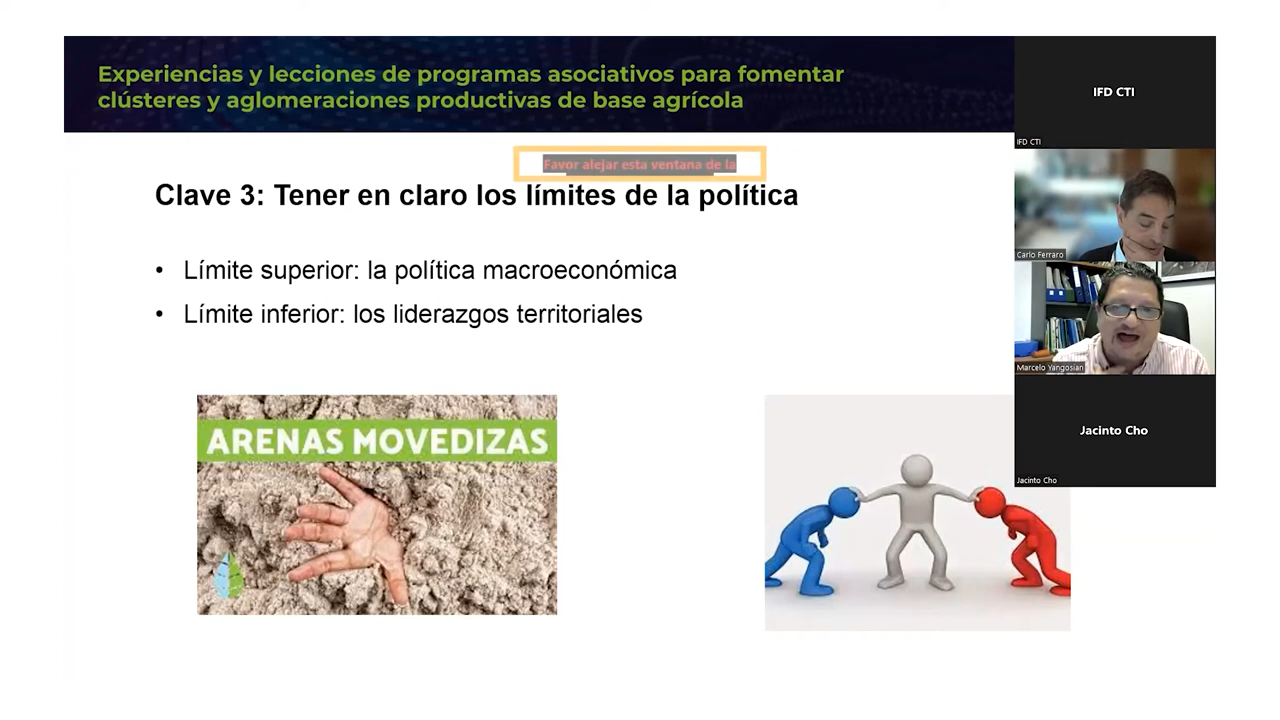 Experiencias y lecciones de programas asociativos para fomentar
clústeres y aglomeraciones productivas de base agrícola
Favor alejar esta ventana de la
Clave 3: Tener en claro los límites de la política
• Límite superior: la política macroeconómica
• Límite inferior: los liderazgos territoriales
ARENAS MOVEDIZAS
IFD CTI
IFD CTI
Carlo Ferraro
Marcelo Yangosian
Jacinto Cho
Jacinto Cho